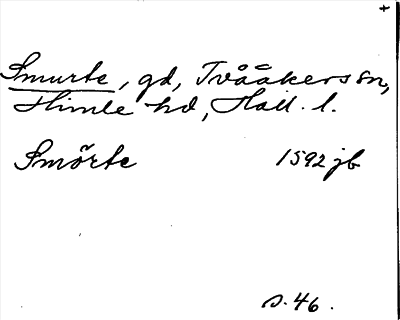 +
Smurte, gd, Tvååkers sn,
Himle hd, Hall. l.
Smörte 1592 jb
s. 46.